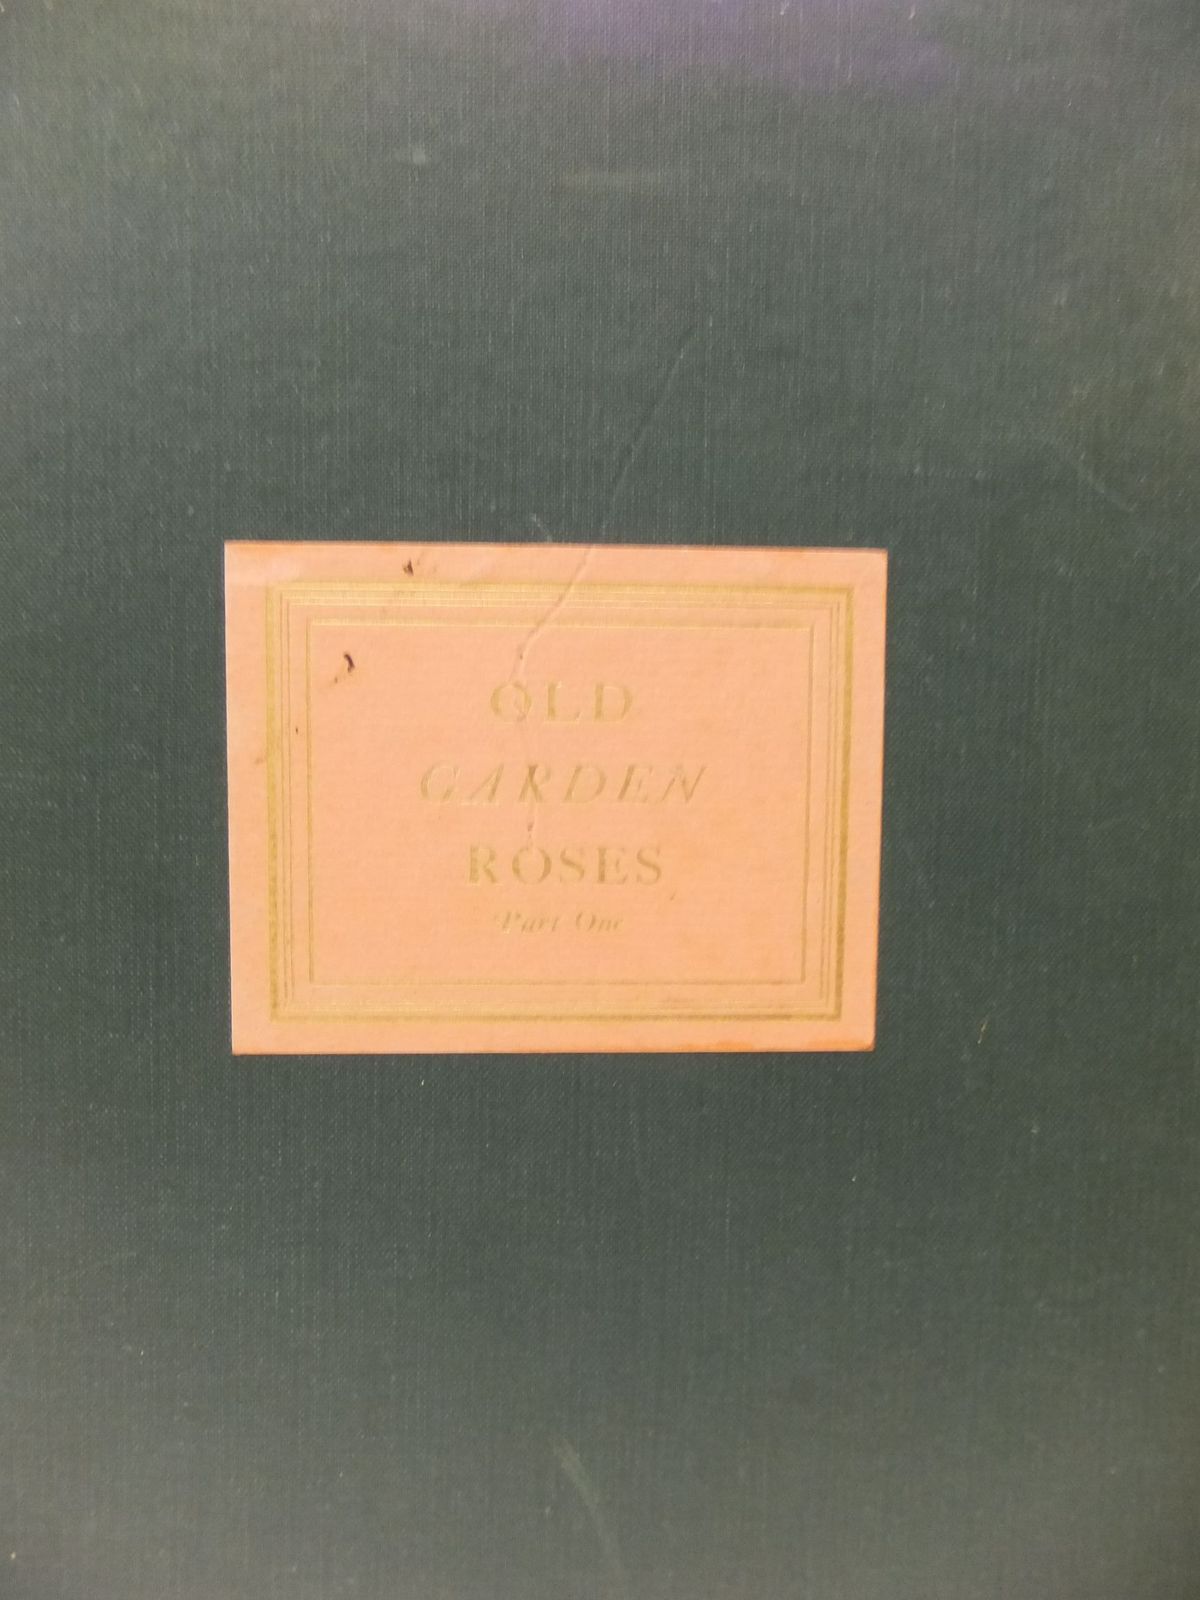 OLD
GARDEN
ROSES
Part One